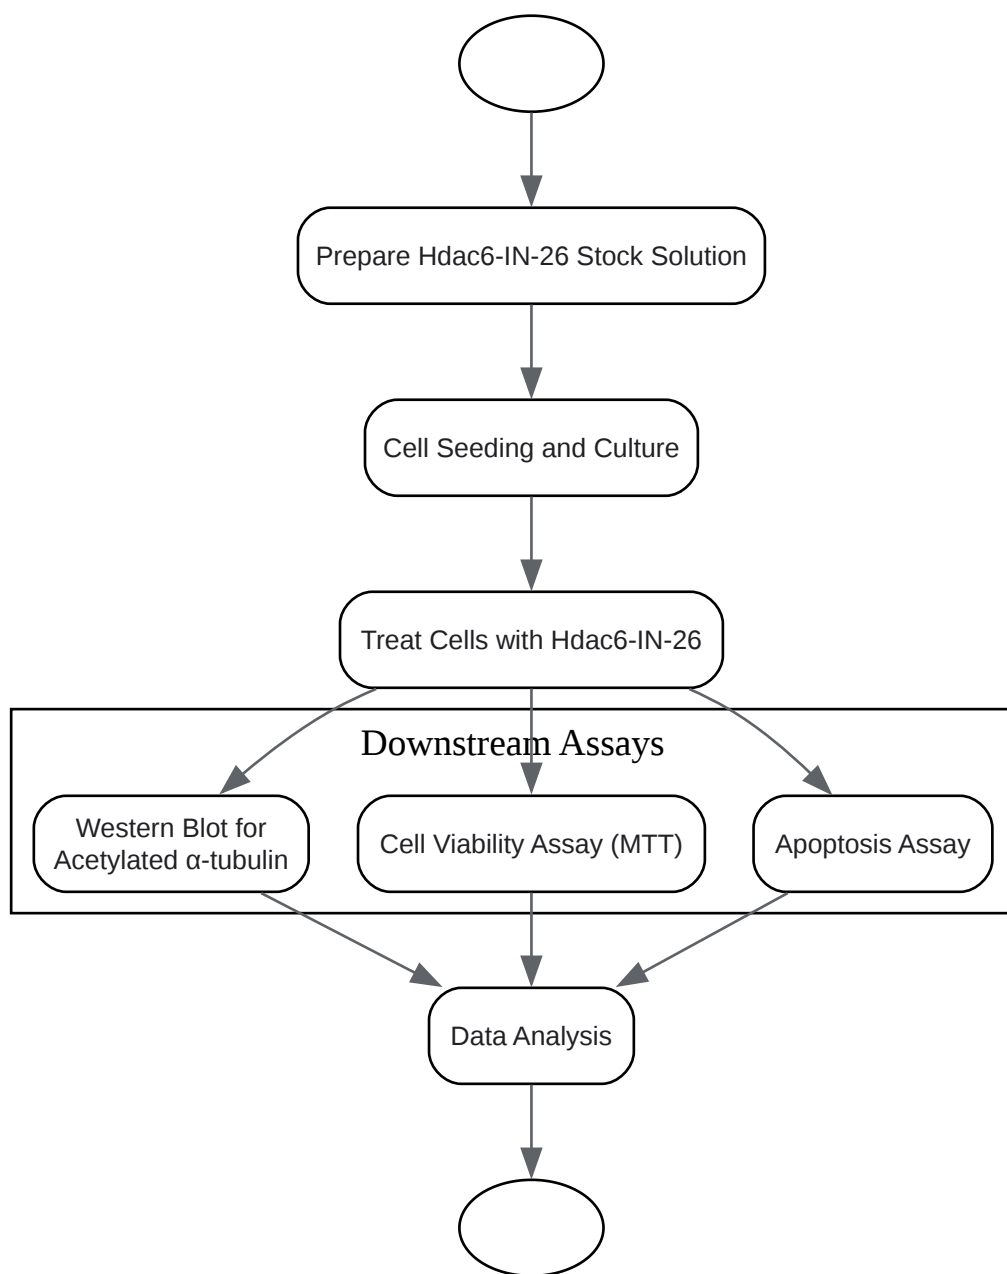 Prepare Hdac6-IN-26 Stock Solution
Cell Seeding and Culture
Treat Cells with Hdac6-IN-26
Downstream Assays
Western Blot for
Acetylated α-tubulin
Cell Viability Assay (MTT)
Apoptosis Assay
Data Analysis